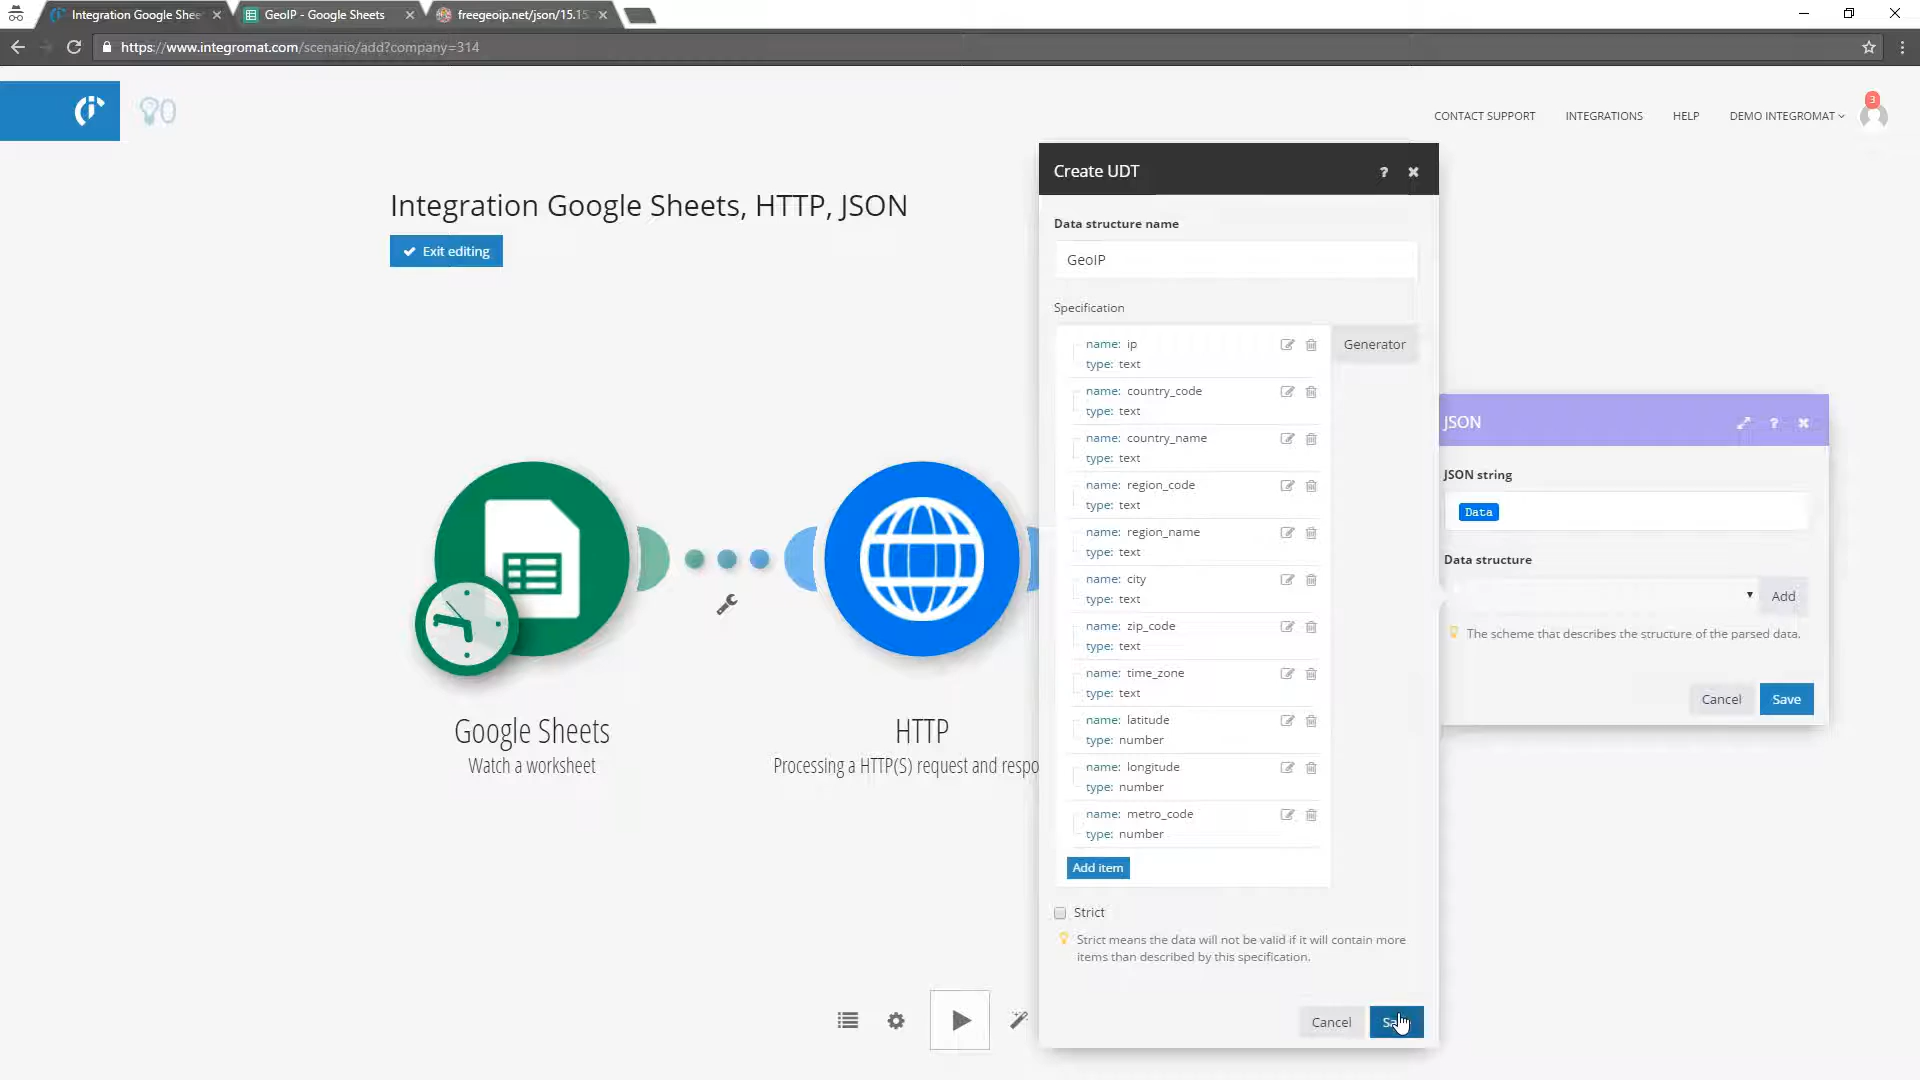 Integration Google Shee
GeoIP - Google Sheets
freegeoip.net/json/15.15
https://www.integromat.com/scenario/add?company=314
0
CONTACT SUPPORT
INTEGRATIONS
HELP
DEMO INTEGROMAT
3
Integration Google Sheets, HTTP, JSON
Exit editing
Create UDT
?
Data structure name
GeoIP
Specification
name: ip
type: text
Generator
name: country_code
type: text
name: country_name
type: text
name: region_code
type: text
name: region_name
type: text
name: city
type: text
name: zip_code
type: text
name: time_zone
type: text
name: latitude
type: number
name: longitude
type: number
name: metro_code
type: number
Add item
Strict
Strict means the data will not be valid if it will contain more
items than described by this specification.
Cancel
JSON
?
JSON string
Data
Data structure
Add
The scheme that describes the structure of the parsed data.
Cancel
Save
Google Sheets
Watch a worksheet
HTTP
Processing a HTTP(S) request and respo